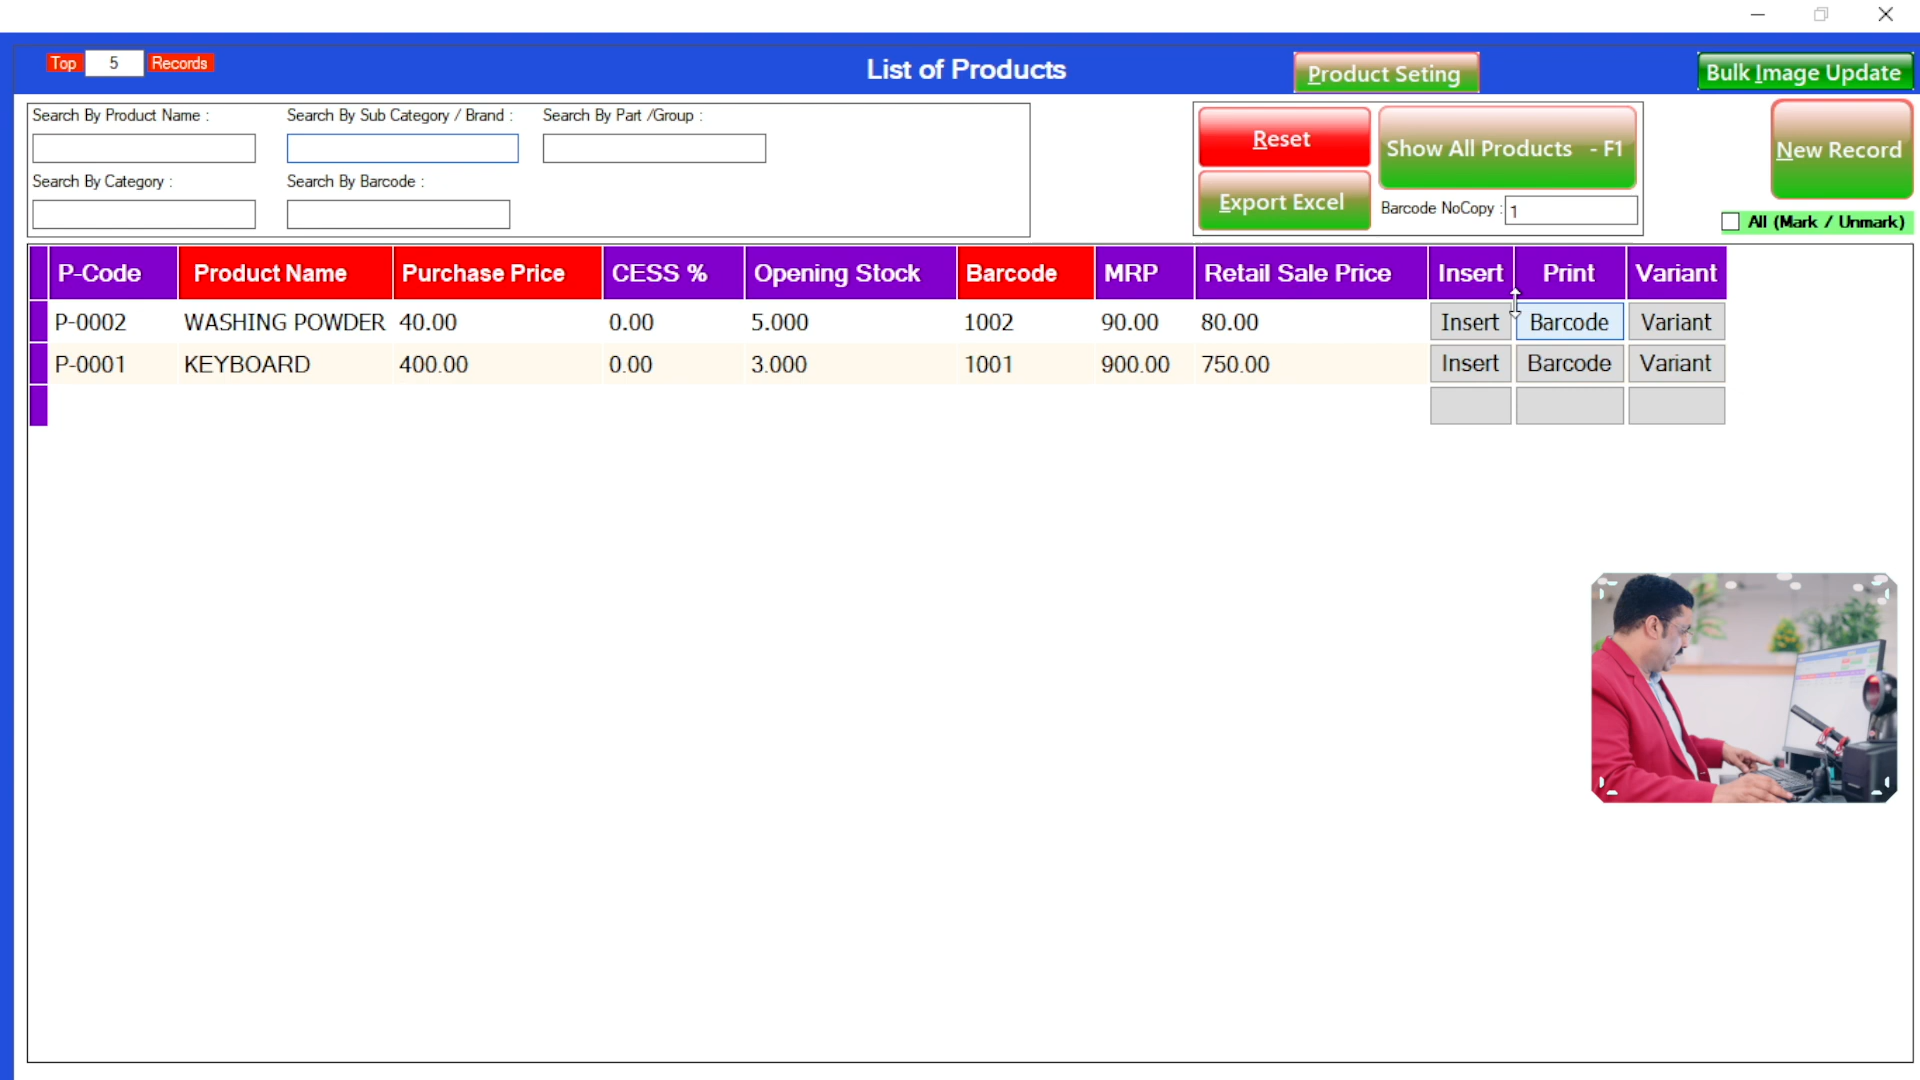 Top 5 Records
List of Products
Product Seting
Bulk Image Update
Search By Product Name :
Search By Sub Category / Brand :
Search By Part /Group :
Search By Category :
Search By Barcode :
Reset
Show All Products - F1
Export Excel
Barcode NoCopy : 1
New Record
All (Mark / Unmark)
P-Code Product Name Purchase Price CESS % Opening Stock Barcode MRP Retail Sale Price Insert Print Variant
P-0002 WASHING POWDER 40.00 0.00 5.000 1002 90.00 80.00 Insert Barcode Variant
P-0001 KEYBOARD 400.00 0.00 3.000 1001 900.00 750.00 Insert Barcode Variant